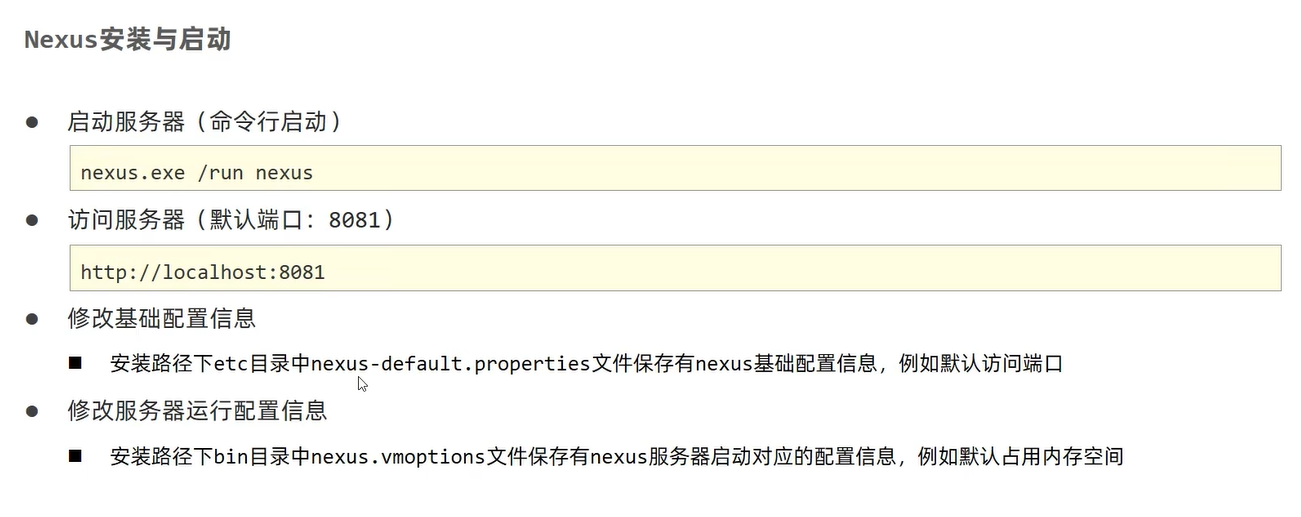 Nexus安装与启动
启动服务器（命令行启动）
nexus.exe /run nexus
访问服务器（默认端口：8081）
http://localhost:8081
修改基础配置信息
安装路径下etc目录中nexus-default.properties文件保存有nexus基础配置信息，例如默认访问端口
修改服务器运行配置信息
安装路径下bin目录中nexus.vmoptions文件保存有nexus服务器启动对应的配置信息，例如默认占用内存空间